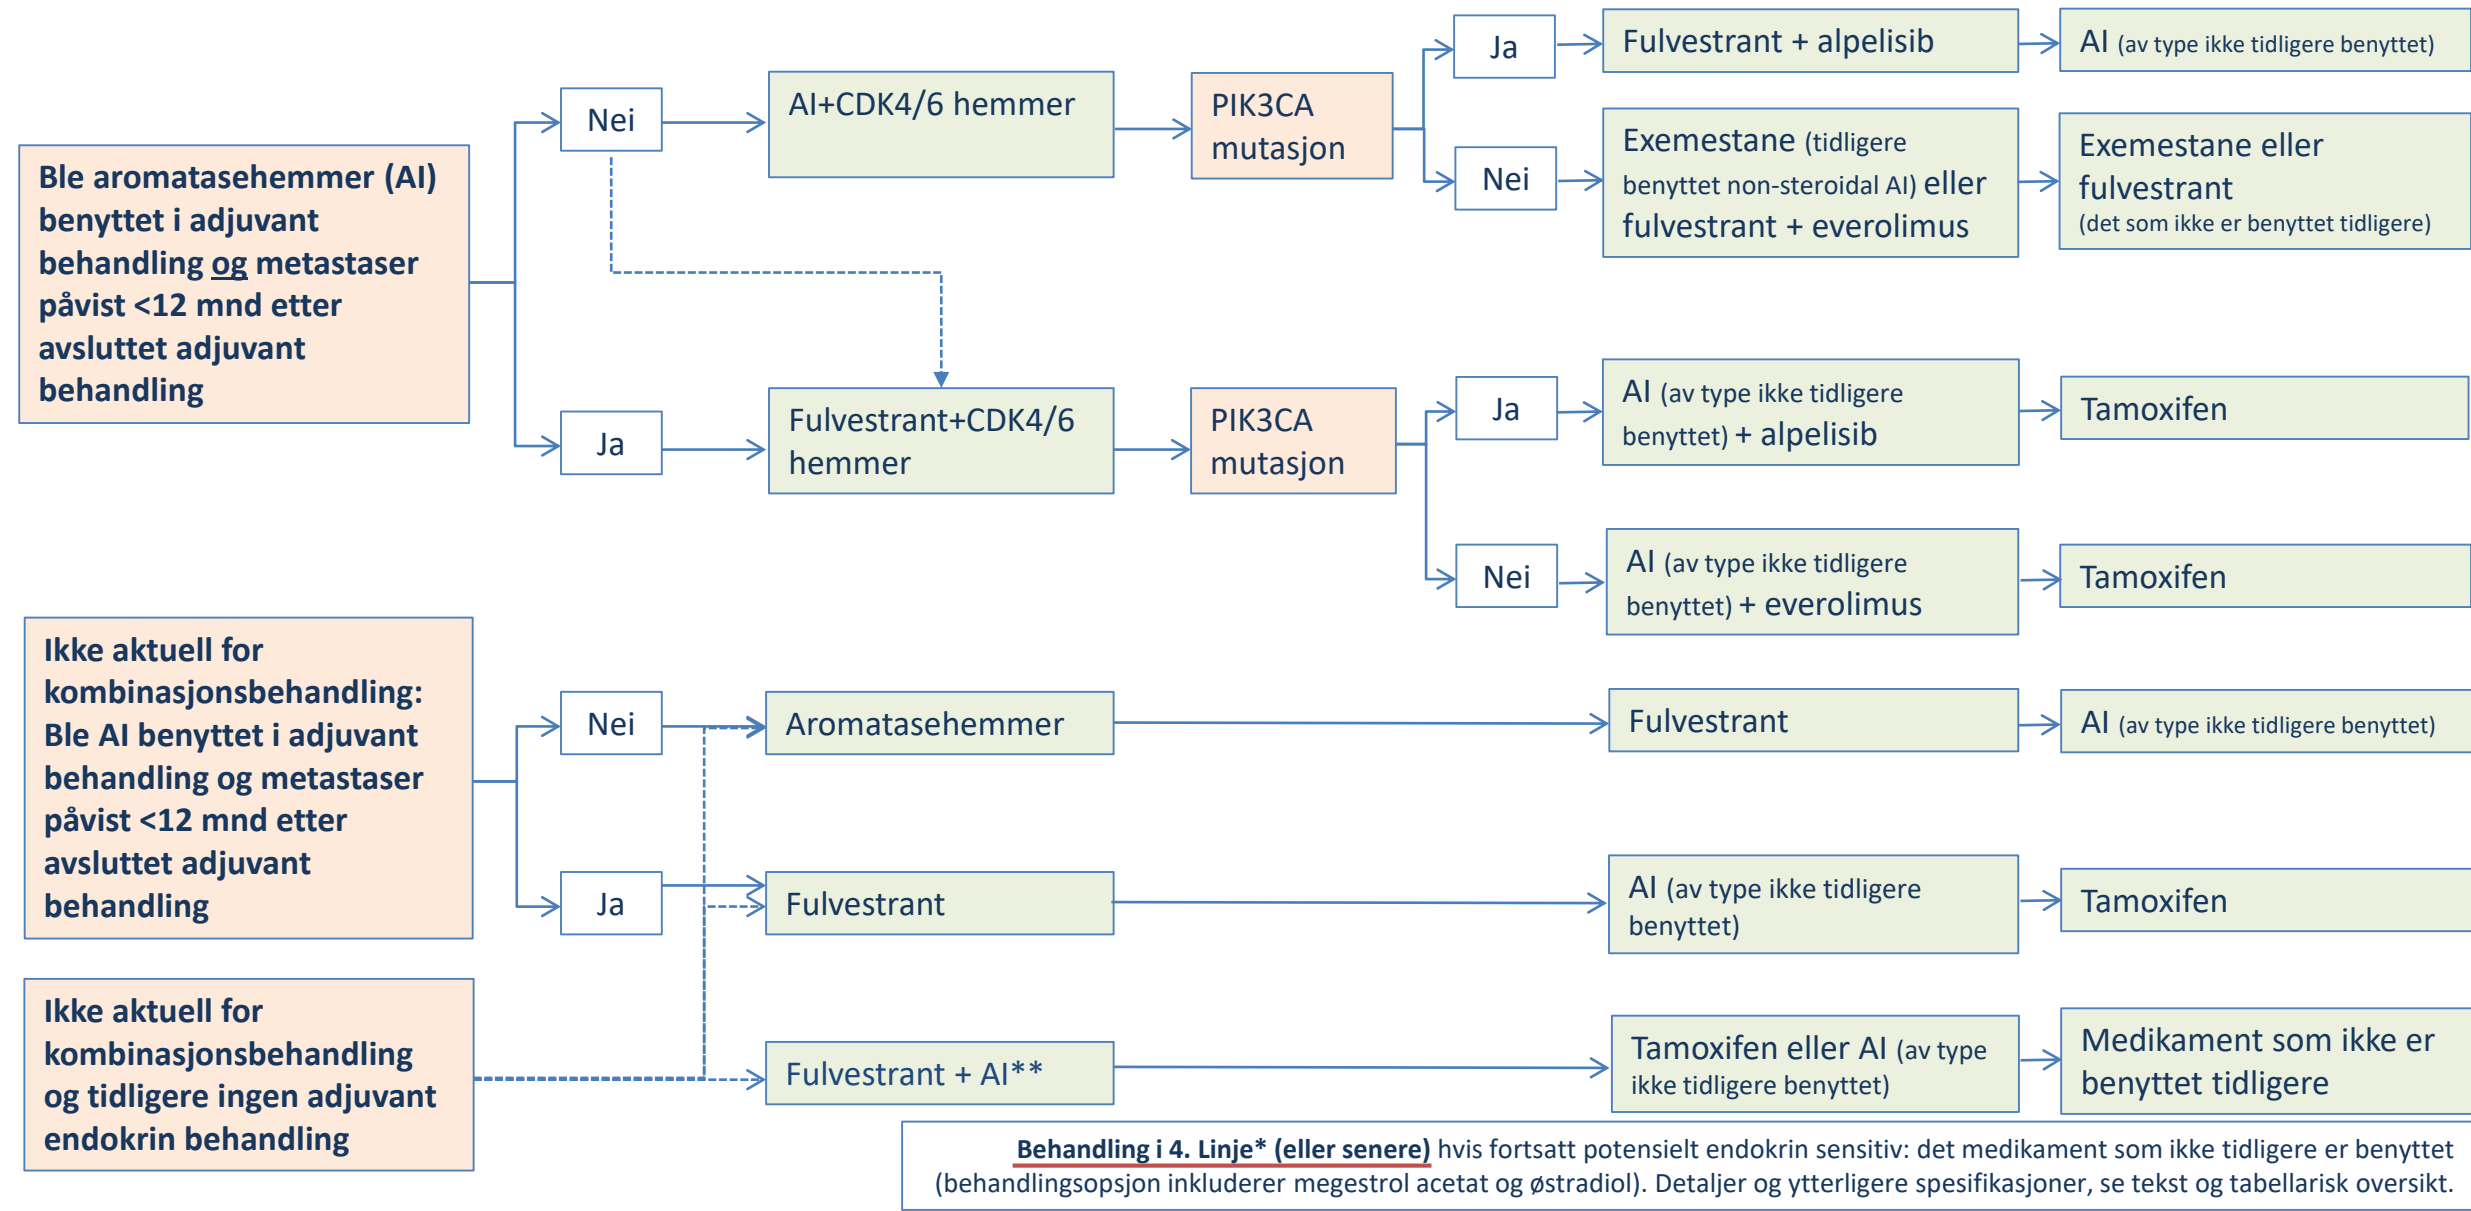 Ble aromatasehemmer (AI)
benyttet i adjuvant
behandling og metastaser
påvist <12 mnd etter
avsluttet adjuvant
behandling
Nei
AI+CDK4/6 hemmer
PIK3CA
mutasjon
Ja
Fulvestrant + alpelisib
AI (av type ikke tidligere benyttet)
Nei
Exemestane (tidligere
benyttet non-steroidal AI) eller
fulvestrant + everolimus
Exemestane eller
fulvestrant
(det som ikke er benyttet tidligere)
Ja
Fulvestrant+CDK4/6
hemmer
PIK3CA
mutasjon
Ja
AI (av type ikke tidligere
benyttet) + alpelisib
Tamoxifen
Nei
AI (av type ikke tidligere
benyttet) + everolimus
Tamoxifen
Ikke aktuell for
kombinasjonsbehandling:
Ble AI benyttet i adjuvant
behandling og metastaser
påvist <12 mnd etter
avsluttet adjuvant
behandling
Nei
Aromatasehemmer
Fulvestrant
AI (av type ikke tidligere benyttet)
Ja
Fulvestrant
AI (av type ikke tidligere
benyttet)
Tamoxifen
Ikke aktuell for
kombinasjonsbehandling
og tidligere ingen adjuvant
endokrin behandling
Fulvestrant + AI**
Tamoxifen eller AI (av type
ikke tidligere benyttet)
Medikament som ikke er
benyttet tidligere
Behandling i 4. Linje* (eller senere) hvis fortsatt potensielt endokrin sensitiv: det medikament som ikke tidligere er benyttet
(behandlingsopsjon inkluderer megestrol acetat og østradiol). Detaljer og ytterligere spesifikasjoner, se tekst og tabellarisk oversikt.